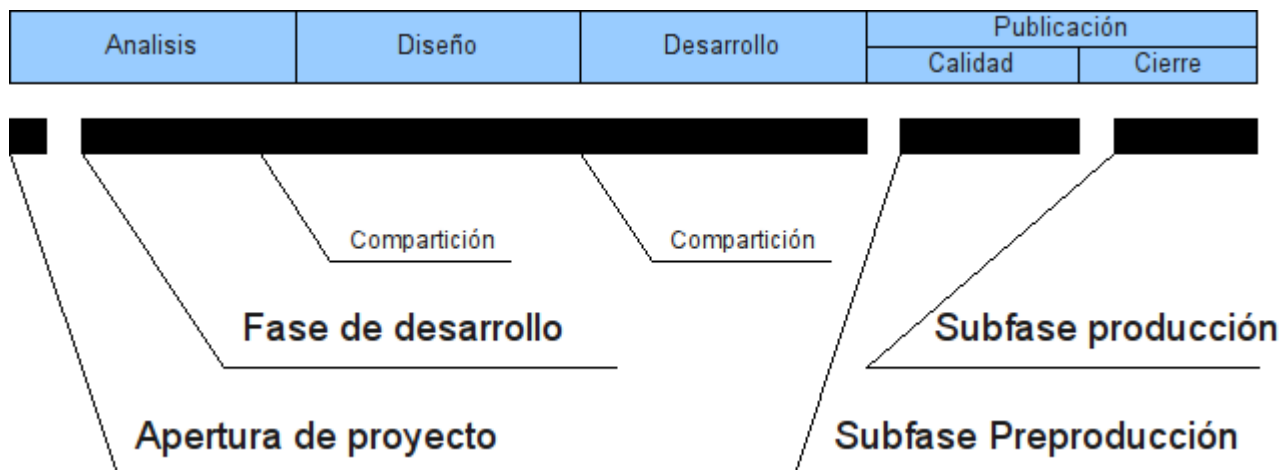 Analisis
Diseño
Desarrollo
Publicación
Calidad
Cierre
Compartición
Compartición
Fase de desarrollo
Subfase producción
Apertura de proyecto
Subfase Preproducción